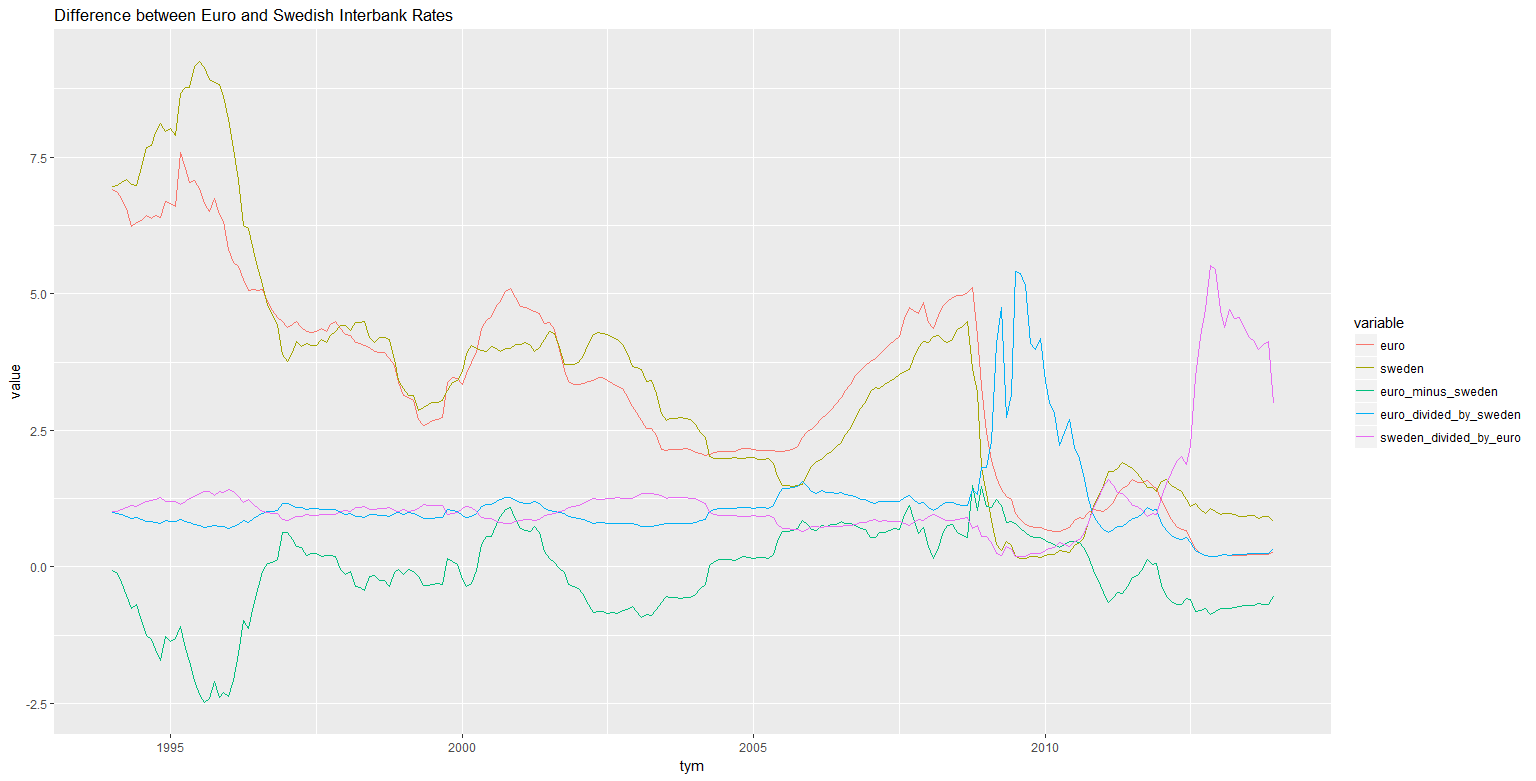 Difference between Euro and Swedish Interbank Rates
value
7.5
5.0
2.5
0.0
-2.5
1995
2000
2005
2010
tym
variable
euro
sweden
euro_minus_sweden
euro_divided_by_sweden
sweden_divided_by_euro